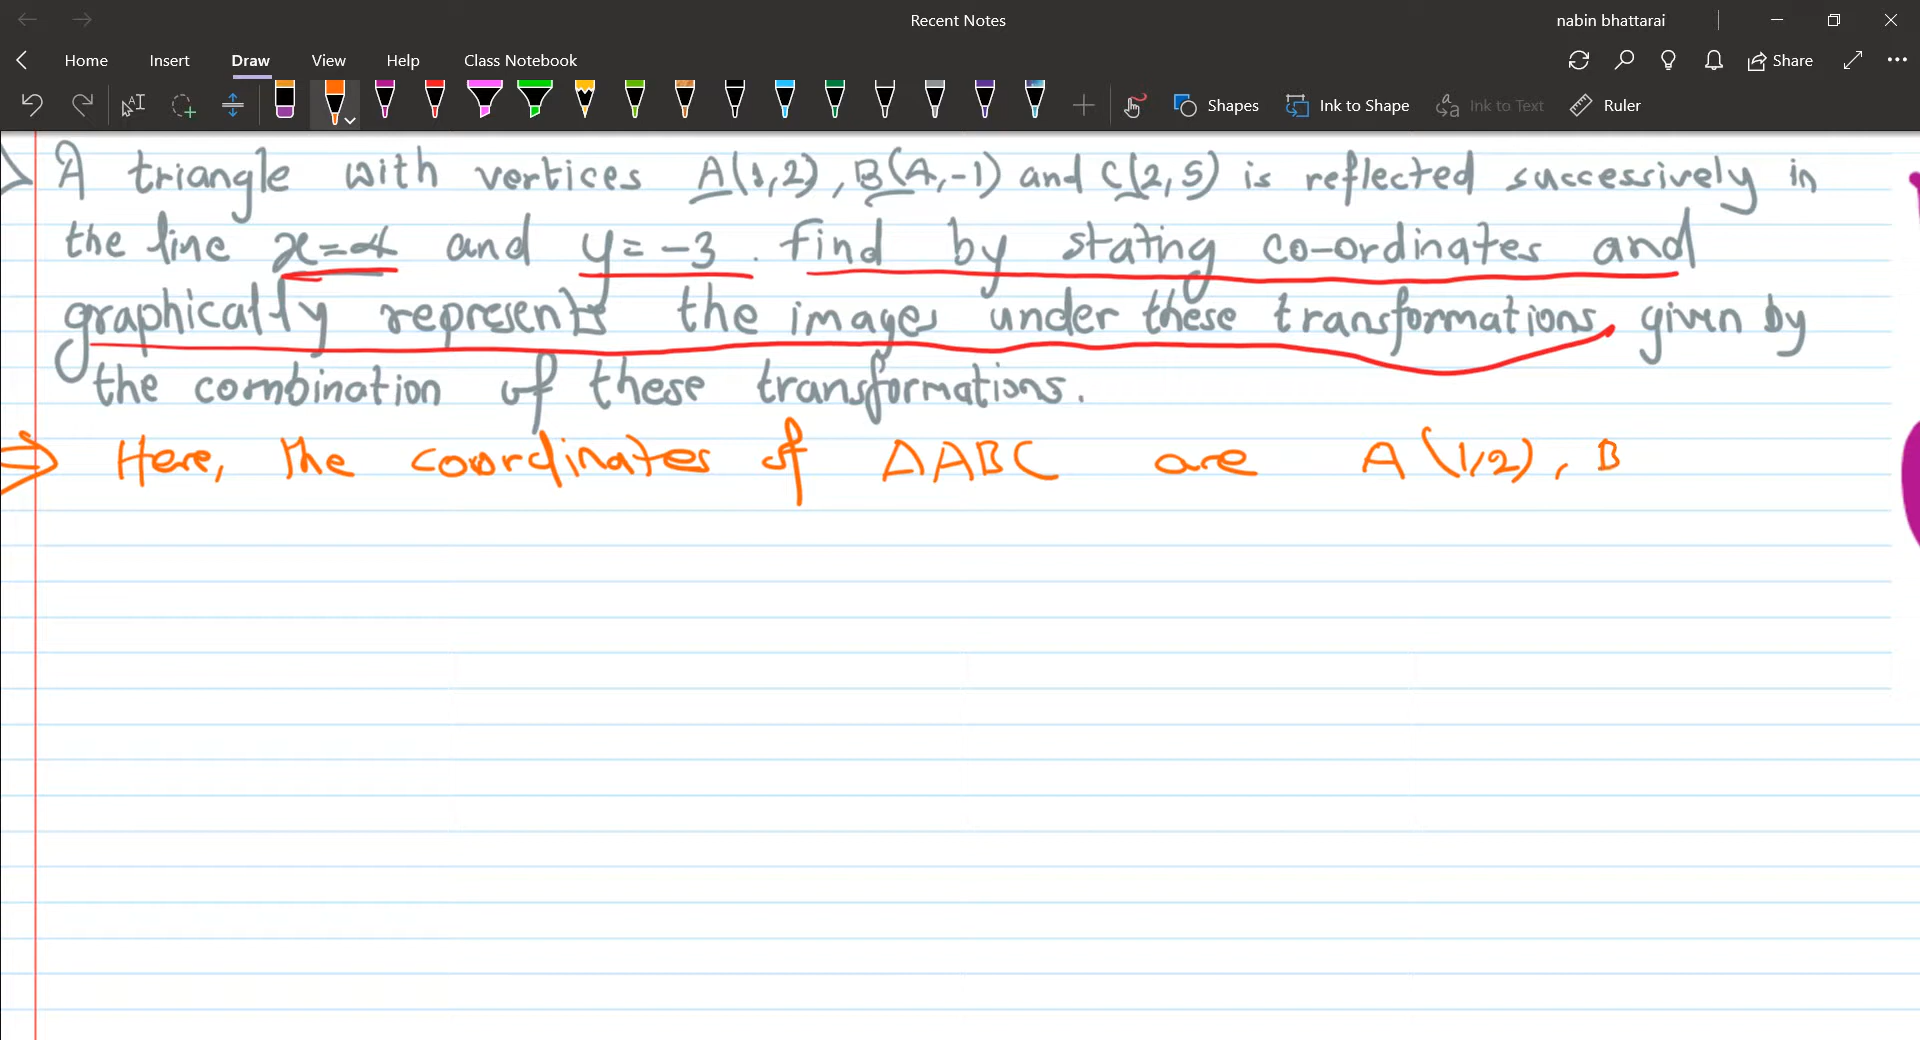 Recent Notes
nabin bhattarai
Home Insert Draw View Help Class Notebook
Share
Shapes Ink to Shape Ink to Text Ruler
A triangle with vertices A(1,2), B(4,-1) and C(2,5) is reflected successively in
the line x=4 and y=-3. find by stating co-ordinates and
graphically represents the images under these transformations, given by
the combination of these transformations.
⇒ Here, the coordinates of ΔABC are A(1,2), B